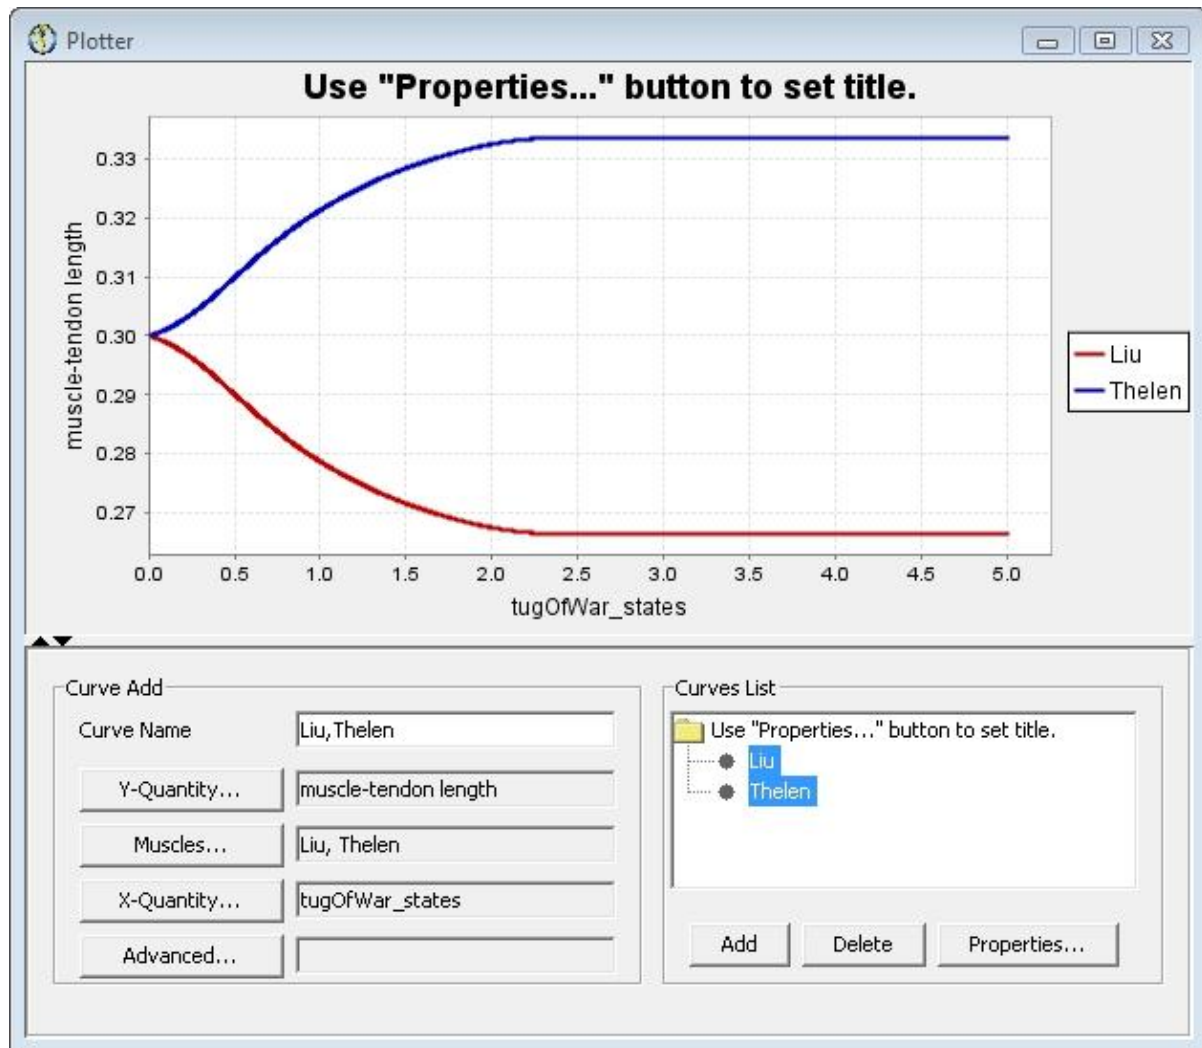 Plotter
Use "Properties..." button to set title.
muscle-tendon length
0.33
0.32
0.31
0.30
0.29
0.28
0.27
0.0 0.5 1.0 1.5 2.0 2.5 3.0 3.5 4.0 4.5 5.0
tugOfWar_states
Liu
Thelen
Curve Add
Curve Name Liu,Thelen
Y-Quantity... muscle-tendon length
Muscles... Liu, Thelen
X-Quantity... tugOfWar_states
Advanced...
Curves List
Use "Properties..." button to set title.
Liu
Thelen
Add Delete Properties...